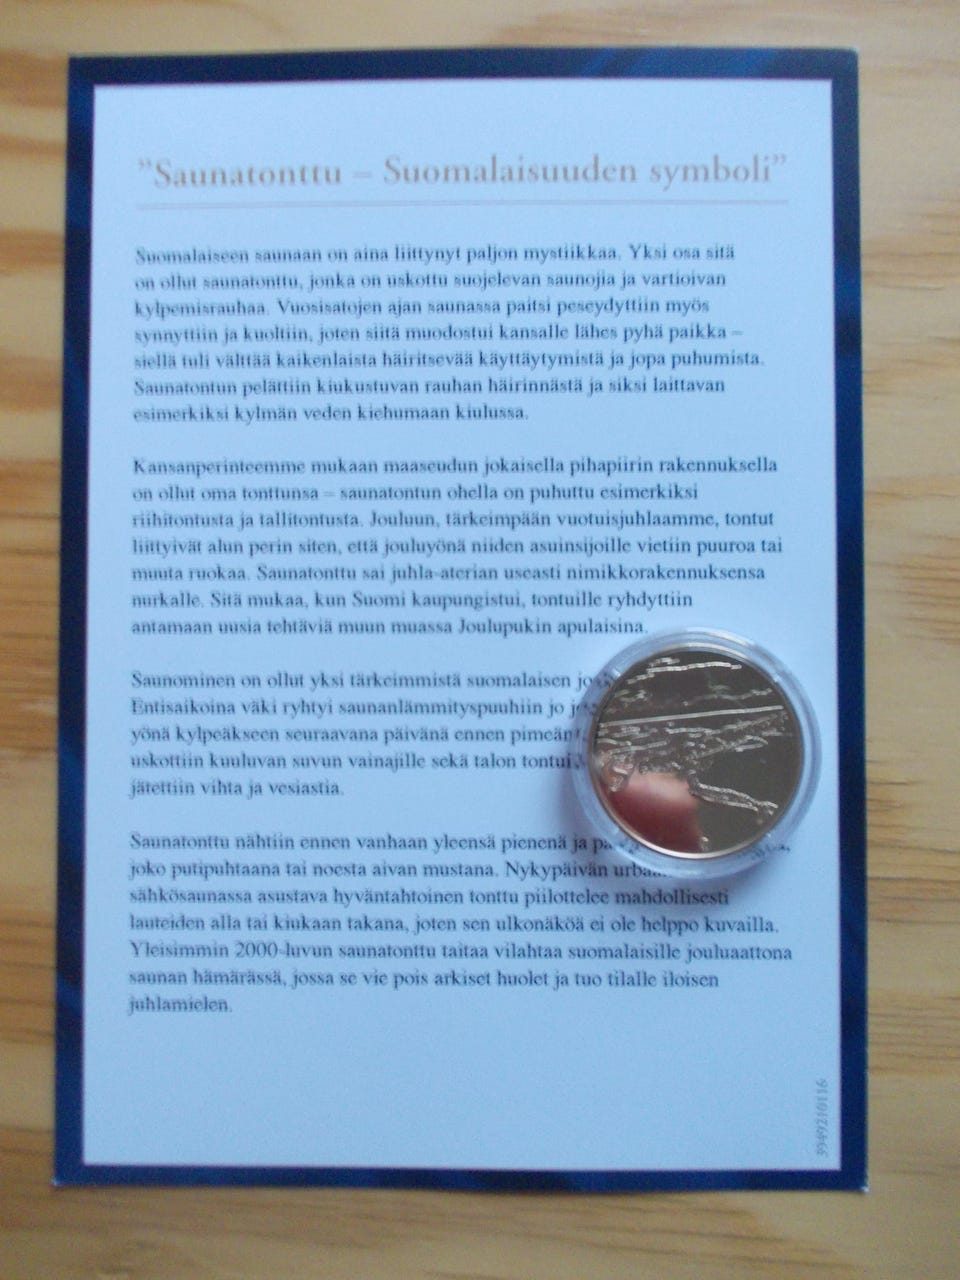 ”Saunatonttu – Suomalaisuuden symboli”
Suomalaiseen saunaan on aina liittynyt paljon mystiikkaa. Yksi osa sitä
on ollut saunatonttu, jonka on uskottu suojelevan saunojia ja vartioivan
kylpemisrauhaa. Vuosisatojen ajan saunassa paitsi peseydyttiin myös
synnyttiin ja kuoltiin, joten siitä muodostui kansalle lähes pyhä paikka –
siellä tuli välttää kaikenlaista häiritsevää käyttäytymistä ja jopa puhumista.
Saunatontun pelättiin kiukustuvan rauhan häirinnästä ja siksi laittavan
esimerkiksi kylmän veden kiehumaan kiulussa.
Kansanperinteemme mukaan maaseudun jokaisella pihapiirin rakennuksella
on ollut oma tonttunsa – saunatontun ohella on puhuttu esimerkiksi
riihitontusta ja tallitontusta. Jouluun, tärkeimpään vuotuisjuhlaamme, tontut
liittyivät alun perin siten, että jouluyönä niiden asuinsijoille vietiin puuroa tai
muuta ruokaa. Saunatonttu sai juhla-aterian useasti nimikkorakennuksensa
nurkalle. Sitä mukaa, kun Suomi kaupungistui, tontuille ryhdyttiin
antamaan uusia tehtäviä muun muassa Joulupukin apulaisina.
Saunominen on ollut yksi tärkeimmistä suomalaisen
Entisaikoina väki ryhtyi saunanlämmityspuuhiin jo
yönä kylpeäkseen seuraavana päivänä ennen
uskottiin kuuluvan suvun vainajille sekä talon
jätettiin vihta ja vesiastia.
Saunatonttu nähtiin ennen vanhaan yleensä pienenä ja
joko putipuhtaana tai noesta aivan mustana. Nykypäivän
sähkösaunassa asustava hyväntahtoinen tonttu piilottelee mahdollisesti
lauteiden alla tai kiukaan takana, joten sen ulkonäköä ei ole helppo kuvailla.
Yleisimmin 2000-luvun saunatonttu taitaa vilahtaa suomalaisille jouluaattona
saunan hämärässä, jossa se vie pois arkiset huolet ja tuo tilalle iloisen
juhlamielen.
3949210116